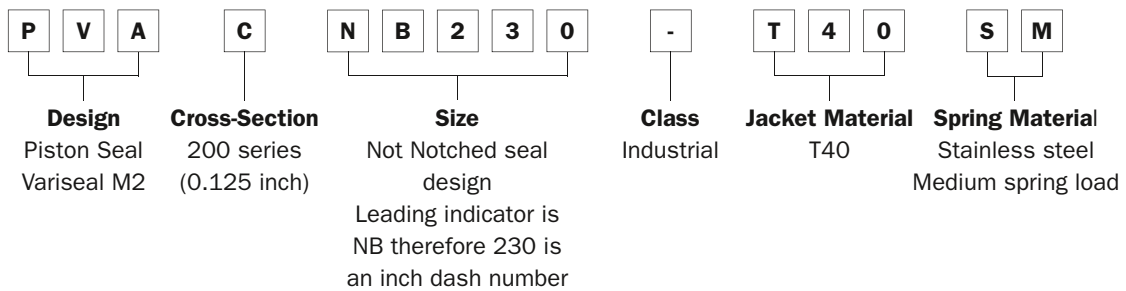 P V A C N B 2 3 0 - T 4 0 S M
Design Cross-Section Size Class Jacket Material Spring Material
Piston Seal 200 series Not Notched seal Industrial T40 Stainless steel
Variseal M2 (0.125 inch) design Medium spring load
Leading indicator is
NB therefore 230 is
an inch dash number